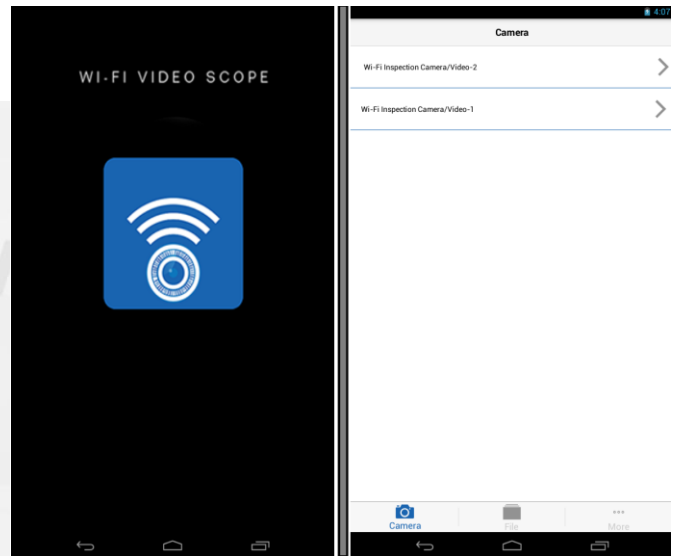 WI-FI VIDEO SCOPE
4:07
Camera
Wi-Fi Inspection Camera/Video-2
Wi-Fi Inspection Camera/Video-1
Camera
File
More